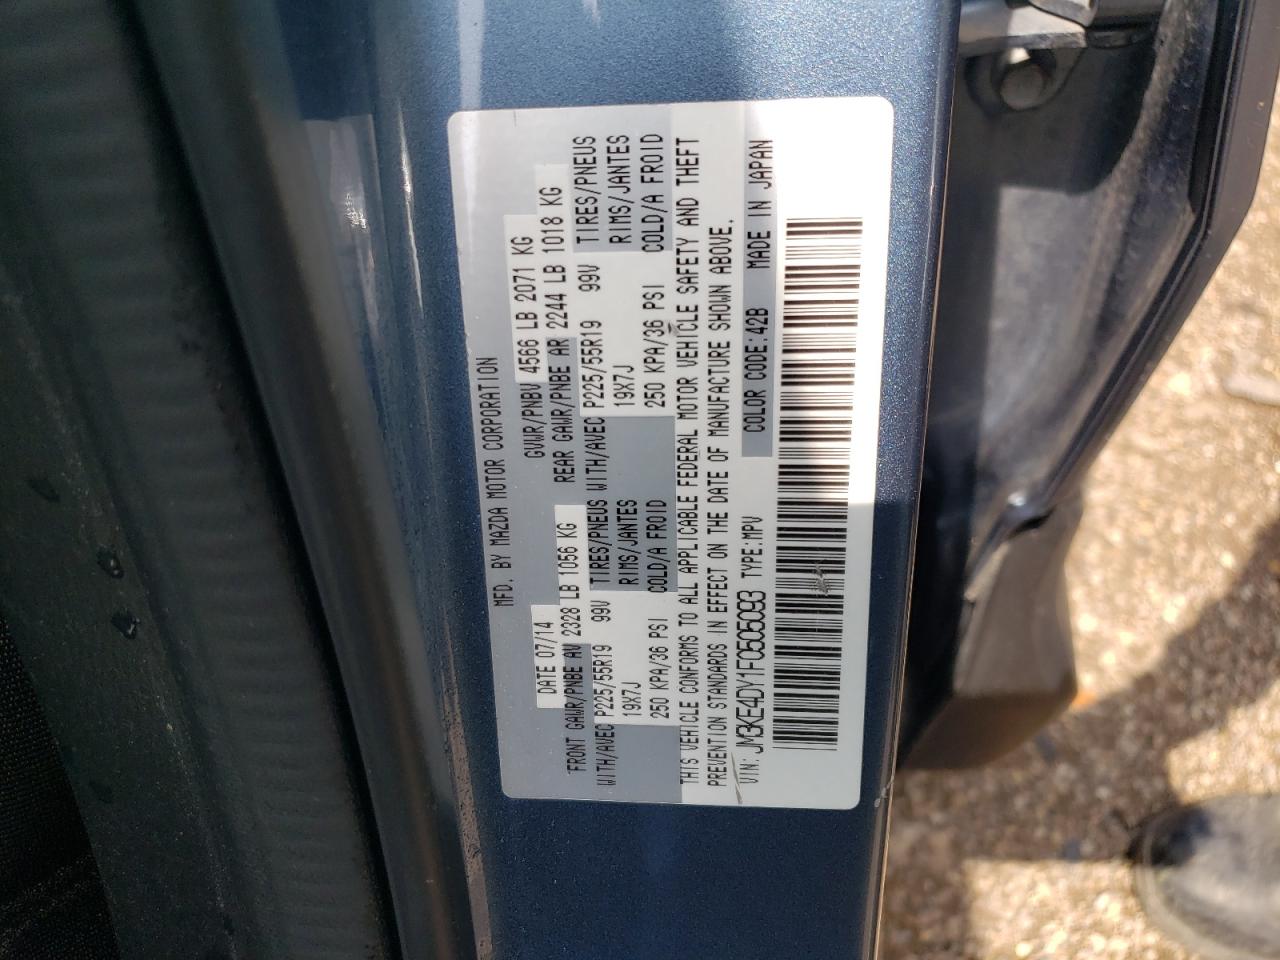 MFD. BY MAZDA MOTOR CORPORATION
DATE 07/14 GVWR/PNBV 4566 LB 2071 KG
FRONT GAWR/PNBE AV 2328 LB 1056 KG REAR GAWR/PNBE AR 2244 LB 1018 KG
WITH/AVEC P225/55R19 99V TIRES/PNEUS WITH/AVEC P225/55R19 99V TIRES/PNEUS
19X7J RIMS/JANTES 19X7J RIMS/JANTES
250 KPA/36 PSI COLD/A FROID 250 KPA/36 PSI COLD/A FROID
THIS VEHICLE CONFORMS TO ALL APPLICABLE FEDERAL MOTOR VEHICLE SAFETY AND THEFT
PREVENTION STANDARDS IN EFFECT ON THE DATE OF MANUFACTURE SHOWN ABOVE.
VIN: JM3KE4DY1F0505093 TYPE:MPV COLOR CODE:42B MADE IN JAPAN